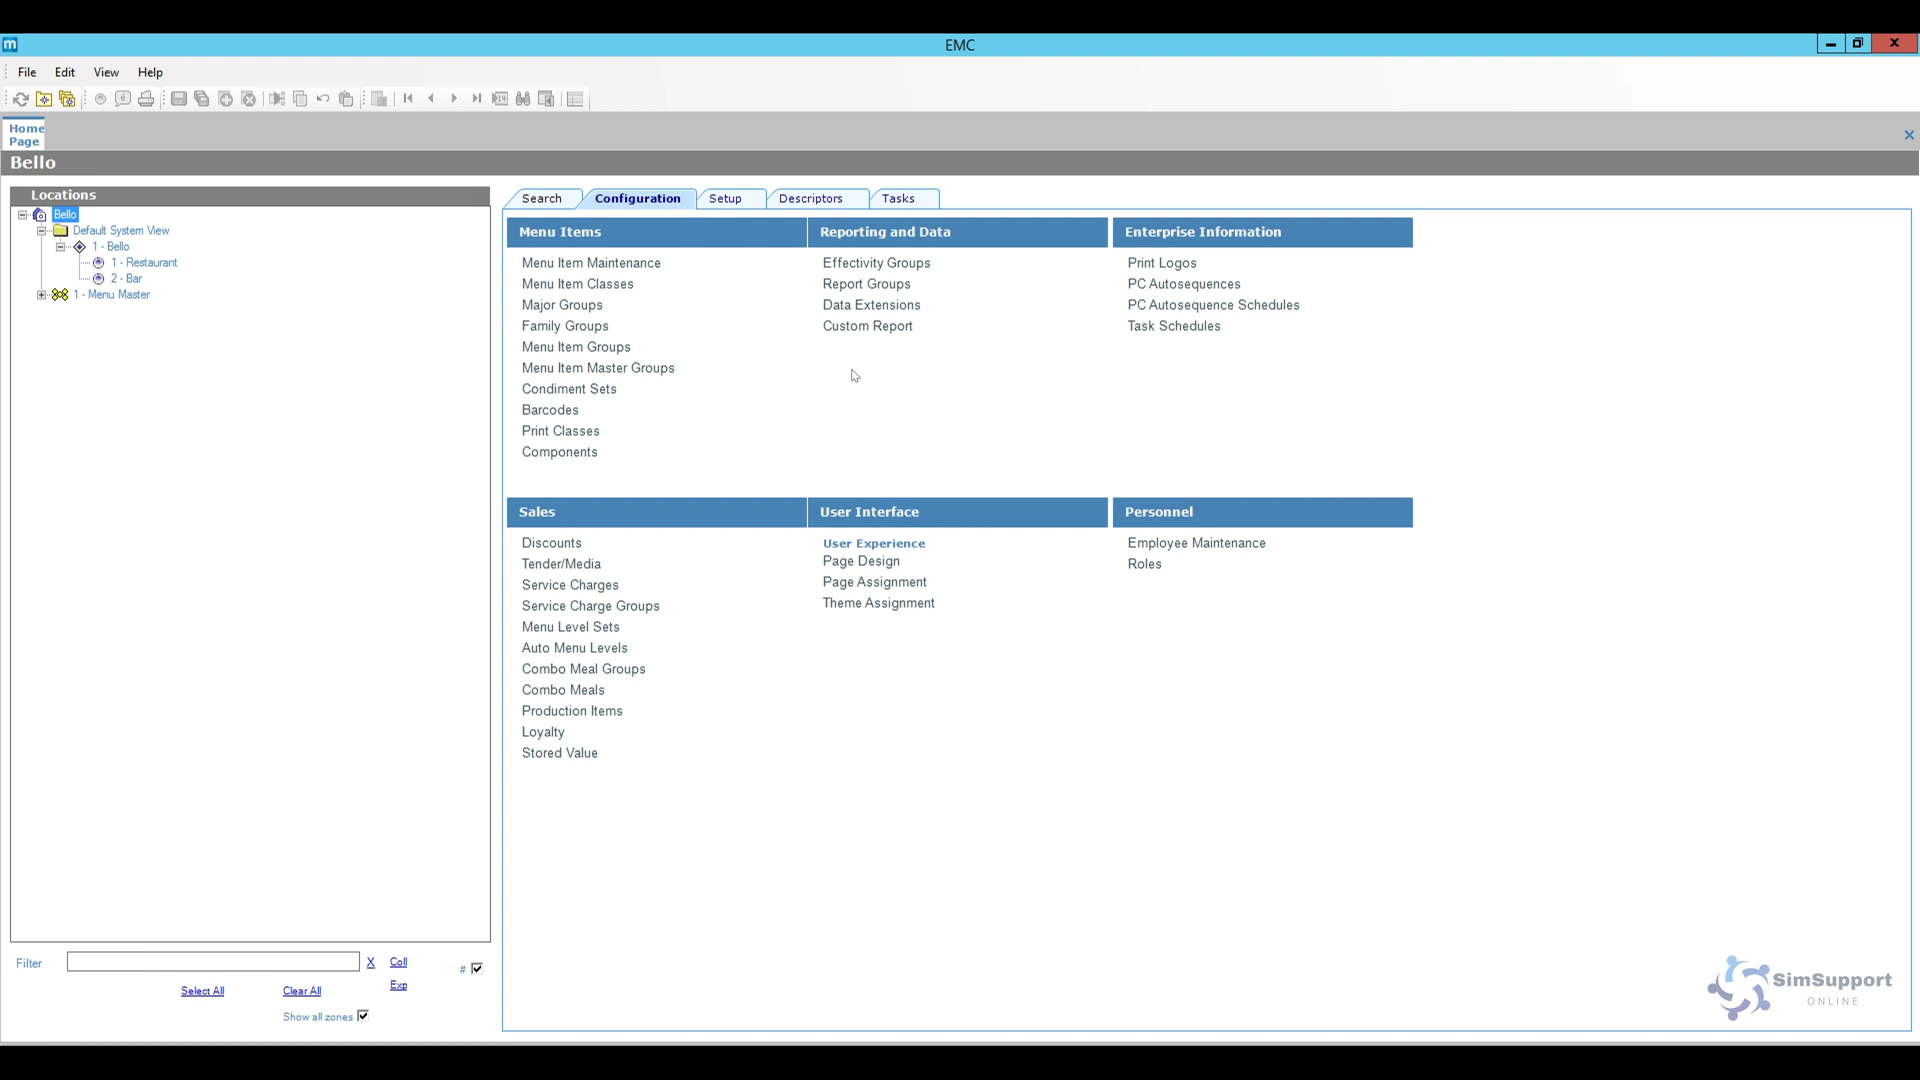 EMC
File Edit View Help
Home
Page
Bello
Locations
Bello
Default System View
1 - Bello
1 - Restaurant
2 - Bar
1 - Menu Master
Filter
X
Coll
Exp
#
Select All
Clear All
Show all zones
Search
Configuration
Setup
Descriptors
Tasks
Menu Items
Menu Item Maintenance
Menu Item Classes
Major Groups
Family Groups
Menu Item Groups
Menu Item Master Groups
Condiment Sets
Barcodes
Print Classes
Components
Reporting and Data
Effectivity Groups
Report Groups
Data Extensions
Custom Report
Enterprise Information
Print Logos
PC Autosequences
PC Autosequence Schedules
Task Schedules
Sales
Discounts
Tender/Media
Service Charges
Service Charge Groups
Menu Level Sets
Auto Menu Levels
Combo Meal Groups
Combo Meals
Production Items
Loyalty
Stored Value
User Interface
User Experience
Page Design
Page Assignment
Theme Assignment
Personnel
Employee Maintenance
Roles
SimSupport
ONLINE